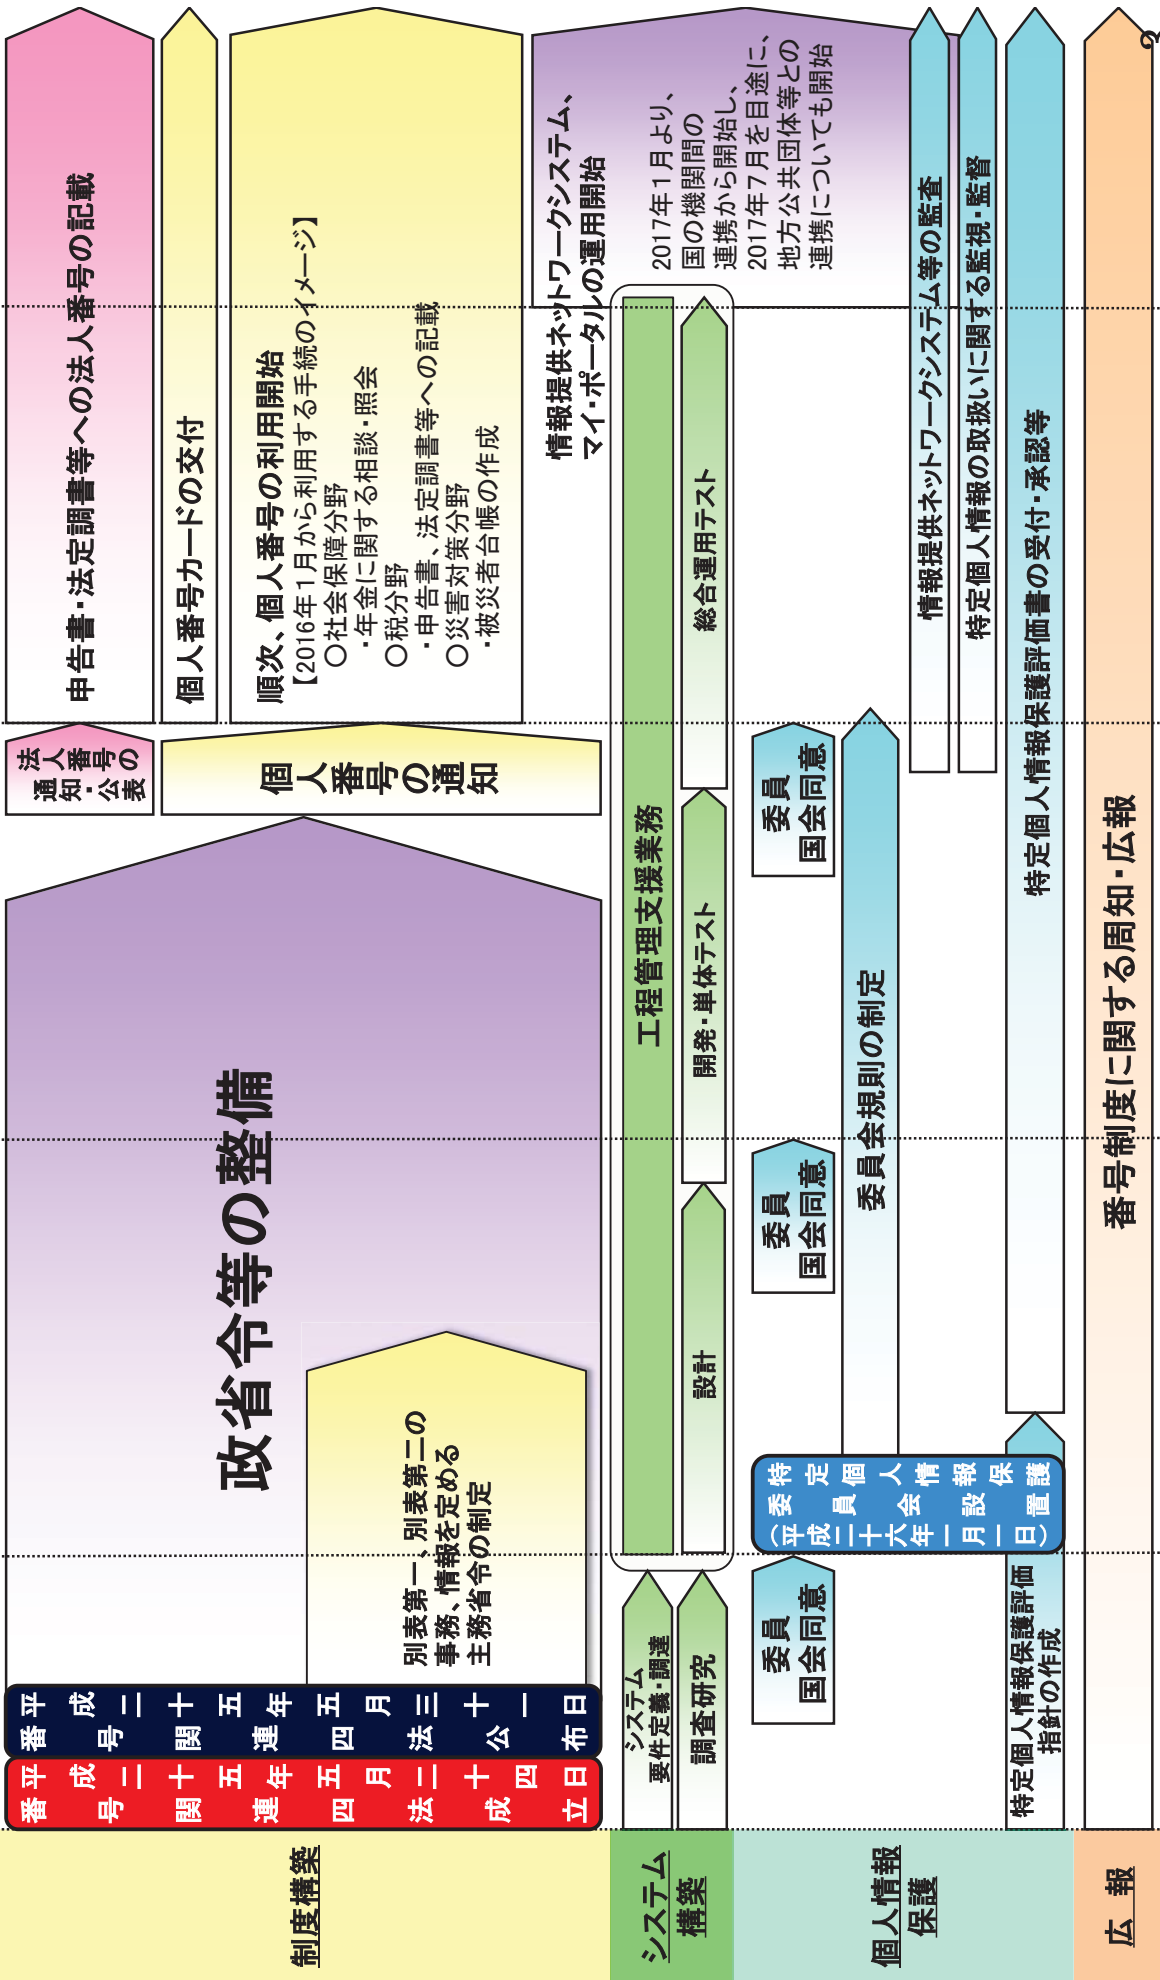 制度構築
番号関連四法成立
平成二十五年五月二十四日
番号関連四法公布
平成二十五年五月三十一日
政省令等の整備
別表第一、別表第二の
事務、情報を定める
主務省令の制定
法人番号の
通知・公表
個人番号の通知
申告書・法定調書等への法人番号の記載
個人番号カードの交付
順次、個人番号の利用開始
【2016年1月から利用する手続のイメージ】
○社会保障分野
・年金に関する相談・照会
○税分野
・申告書、法定調書等への記載
○災害対策分野
・被災者台帳の作成
情報提供ネットワークシステム、
マイ・ポータルの運用開始
2017年1月より、
国の機関間の
連携から開始し、
2017年7月を目途に、
地方公共団体等との
連携についても開始
システム
構築
システム
要件定義・調達
調査研究
工程管理支援業務
設計
開発・単体テスト
総合運用テスト
個人情報
保護
委員
国会同意
特定個人情報保護
委員会設置
（平成二十六年一月一日）
委員
国会同意
委員
国会同意
委員会規則の制定
情報提供ネットワークシステム等の監査
特定個人情報の取扱いに関する監視・監督
特定個人情報保護評価
指針の作成
特定個人情報保護評価書の受付・承認等
広報
番号制度に関する周知・広報